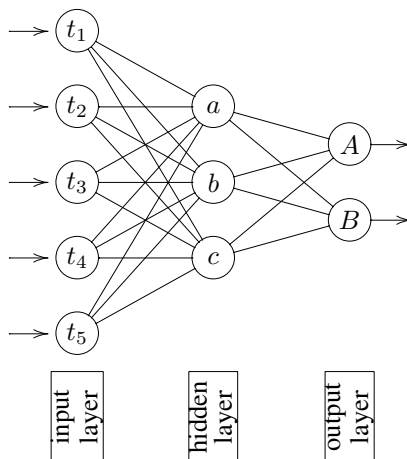 t₁
t₂
t₃
t₄
t₅
a
b
c
A
B
input
layer
hidden
layer
output
layer